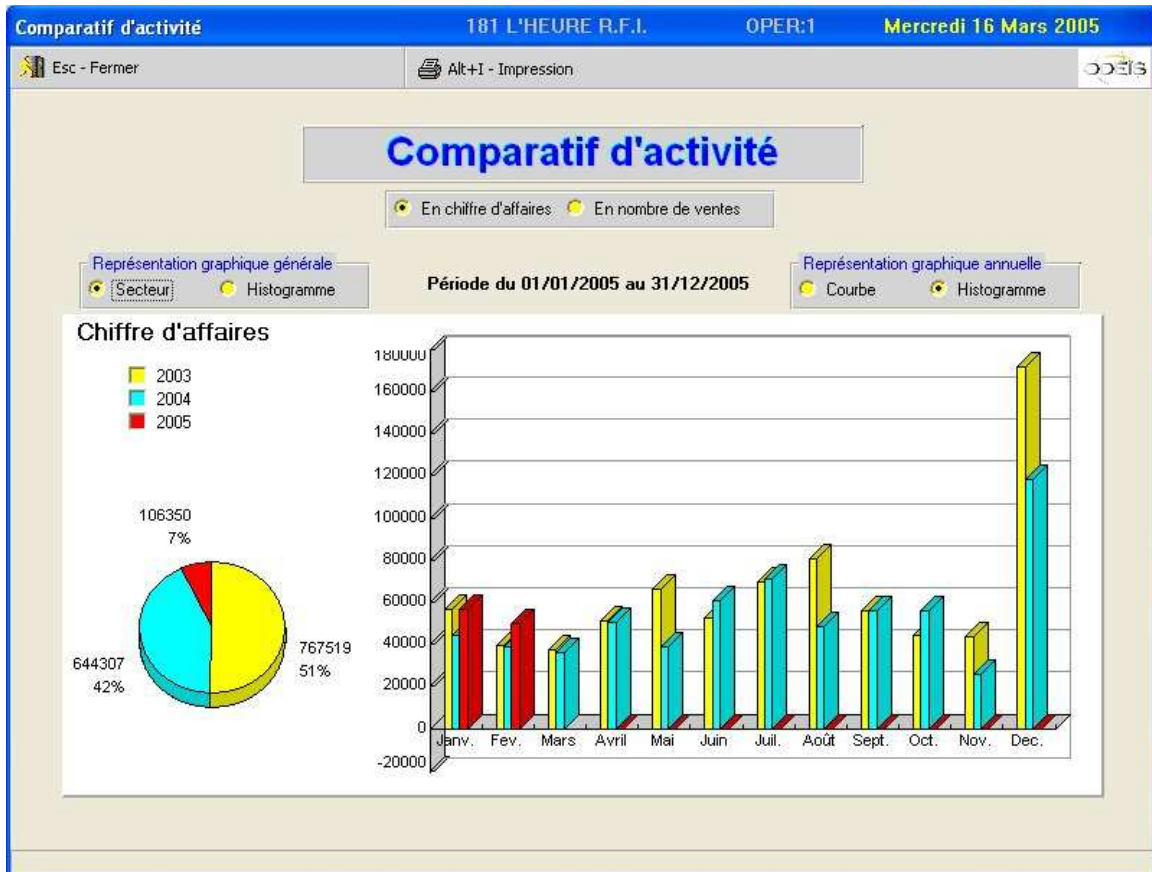 Comparatif d'activité 181 L'HEURE R.F.I. OPER:1 Mercredi 16 Mars 2005
Esc - Fermer Alt+I - Impression ODEIS
Comparatif d'activité
En chiffre d'affaires En nombre de ventes
Représentation graphique générale
Secteur Histogramme
Période du 01/01/2005 au 31/12/2005
Représentation graphique annuelle
Courbe Histogramme
Chiffre d'affaires
2003
2004
2005
106350
7%
767519
51%
644307
42%
180000
160000
140000
120000
100000
80000
60000
40000
20000
0
-20000
Janv. Fev. Mars Avril Mai Juin Juil. Août Sept. Oct. Nov. Dec.